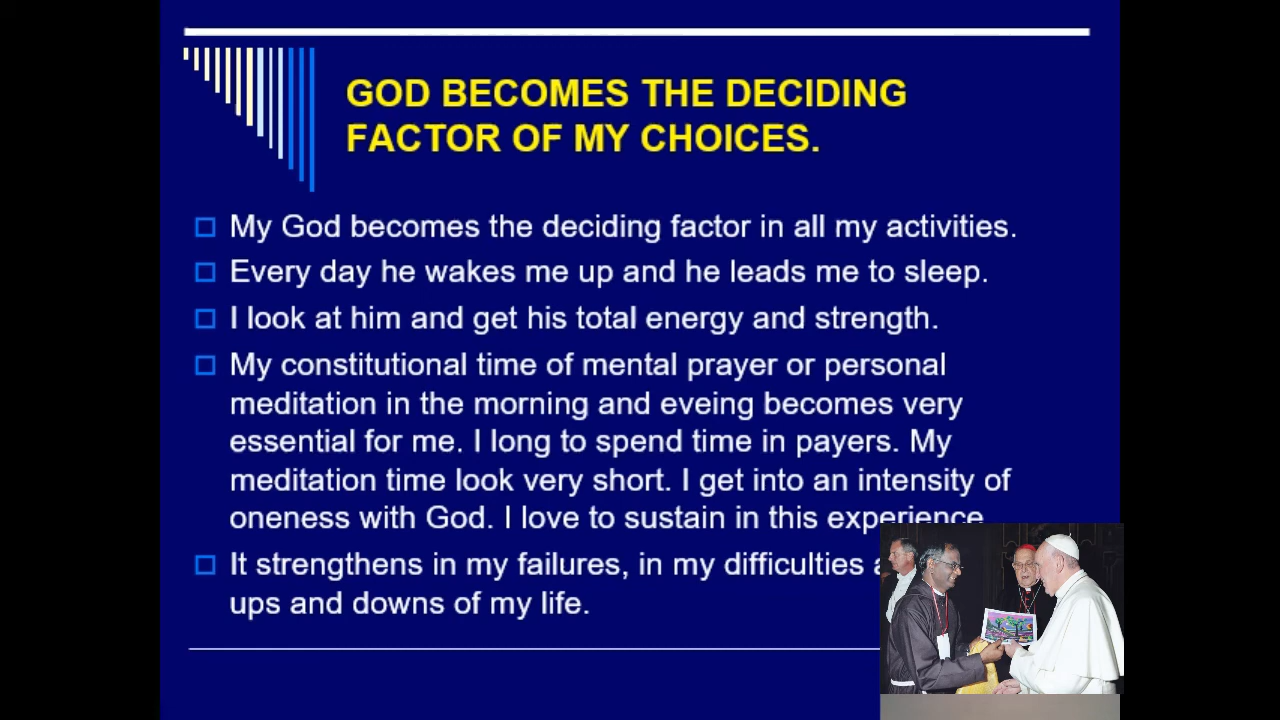 GOD BECOMES THE DECIDING
FACTOR OF MY CHOICES.
My God becomes the deciding factor in all my activities.
Every day he wakes me up and he leads me to sleep.
I look at him and get his total energy and strength.
My constitutional time of mental prayer or personal
meditation in the morning and eveing becomes very
essential for me. I long to spend time in payers. My
meditation time look very short. I get into an intensity of
oneness with God. I love to sustain in this experience
It strengthens in my failures, in my difficulties
ups and downs of my life.